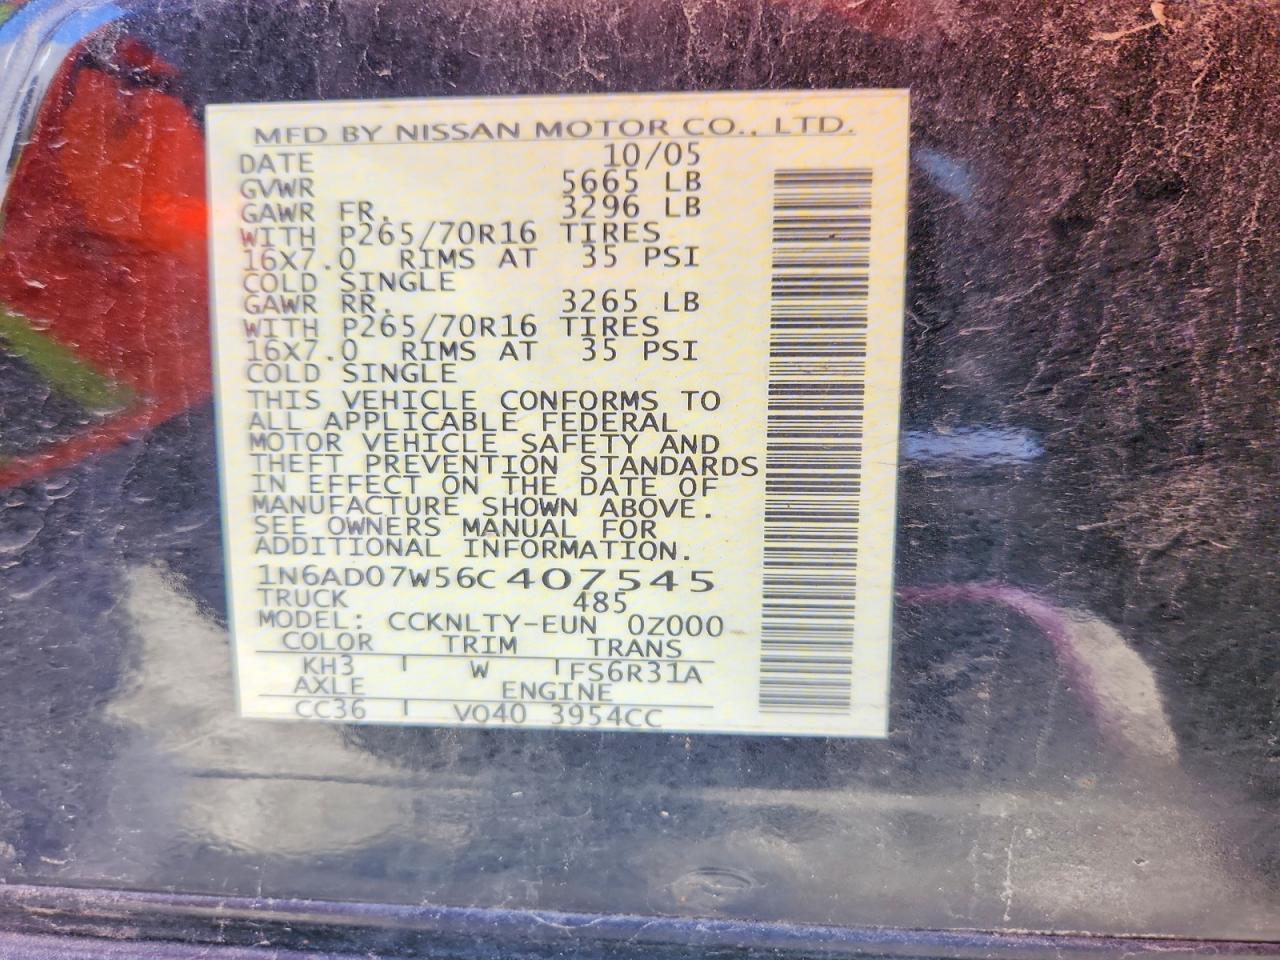 MFD BY NISSAN MOTOR CO., LTD.
DATE 10/05
GVWR 5665 LB
GAWR FR. 3296 LB
WITH P265/70R16 TIRES
16X7.0 RIMS AT 35 PSI
COLD SINGLE
GAWR RR. 3265 LB
WITH P265/70R16 TIRES
16X7.0 RIMS AT 35 PSI
COLD SINGLE
THIS VEHICLE CONFORMS TO
ALL APPLICABLE FEDERAL
MOTOR VEHICLE SAFETY AND
THEFT PREVENTION STANDARDS
IN EFFECT ON THE DATE OF
MANUFACTURE SHOWN ABOVE.
SEE OWNERS MANUAL FOR
ADDITIONAL INFORMATION.
1N6AD07W56C407545
TRUCK 485
MODEL: CCKNLTY-EUN 0Z000
COLOR TRIM TRANS
KH3 W FS6R31A
AXLE ENGINE
CC36 VQ40 3954CC